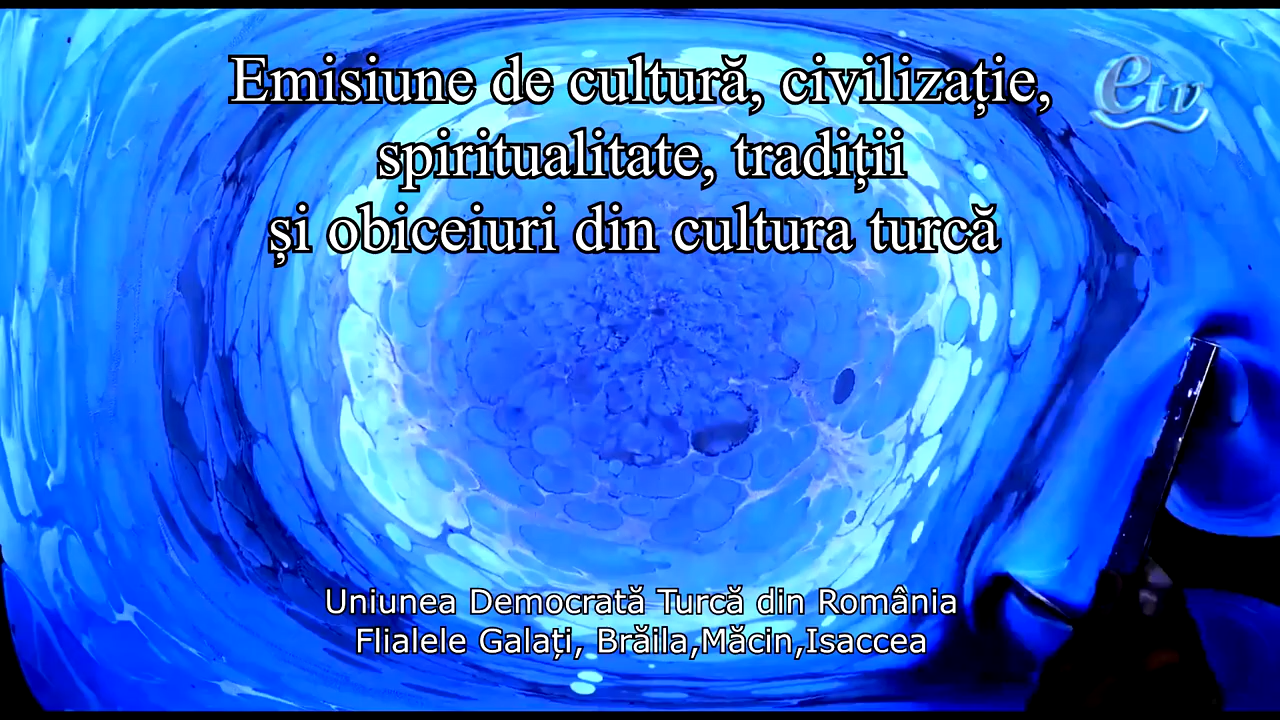 Emisiune de cultură, civilizație,
etv
spiritualitate, tradiții
și obiceiuri din cultura turcă
Uniunea Democrată Turcă din România
Flialele Galați, Brăila,Măcin,Isaccea